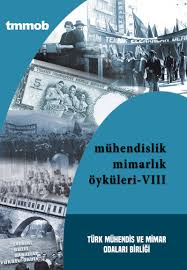 tmmob
mühendislik
mimarlık
öyküleri-VIII
TÜRK MÜHENDİS VE MİMAR
ODALARI BİRLİĞİ